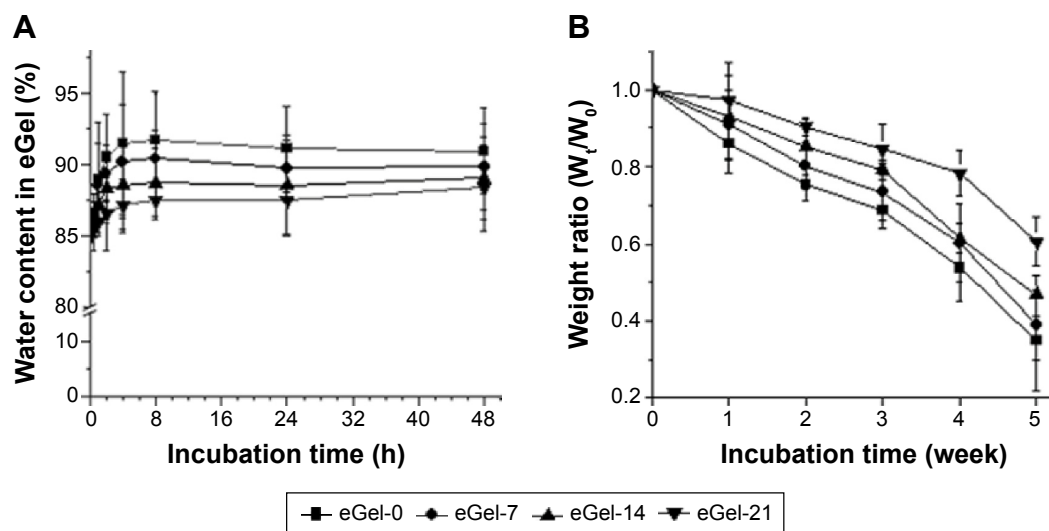 A
B
Water content in eGel (%)
95
90
85
80
10
0
0 8 16 24 32 40 48
Incubation time (h)
Weight ratio (Wt/W0)
1.0
0.8
0.6
0.4
0.2
0 1 2 3 4 5
Incubation time (week)
eGel-0 eGel-7 eGel-14 eGel-21